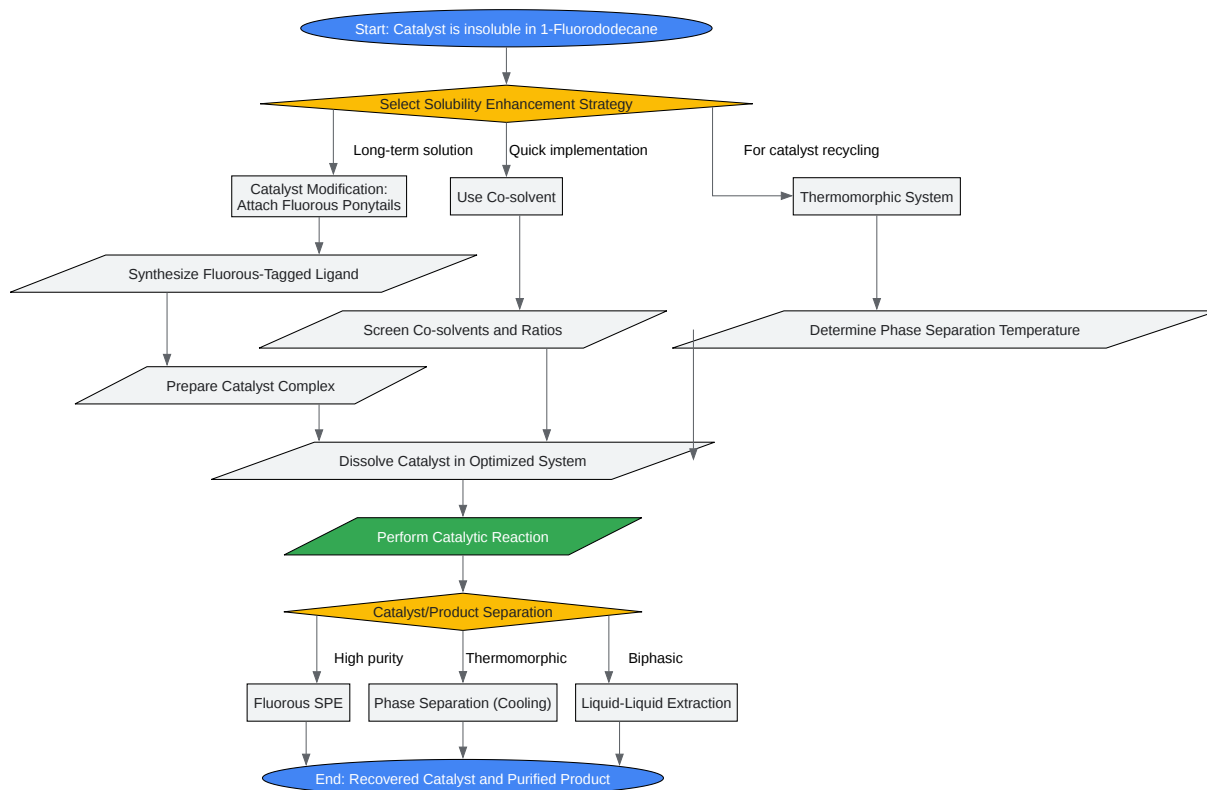 Start: Catalyst is insoluble in 1-Fluorododecane
Select Solubility Enhancement Strategy
Long-term solution
Quick implementation
For catalyst recycling
Catalyst Modification:
Attach Fluorous Ponytails
Use Co-solvent
Thermomorphic System
Synthesize Fluorous-Tagged Ligand
Screen Co-solvents and Ratios
Determine Phase Separation Temperature
Prepare Catalyst Complex
Dissolve Catalyst in Optimized System
Perform Catalytic Reaction
Catalyst/Product Separation
High purity
Thermomorphic
Biphasic
Fluorous SPE
Phase Separation (Cooling)
Liquid-Liquid Extraction
End: Recovered Catalyst and Purified Product